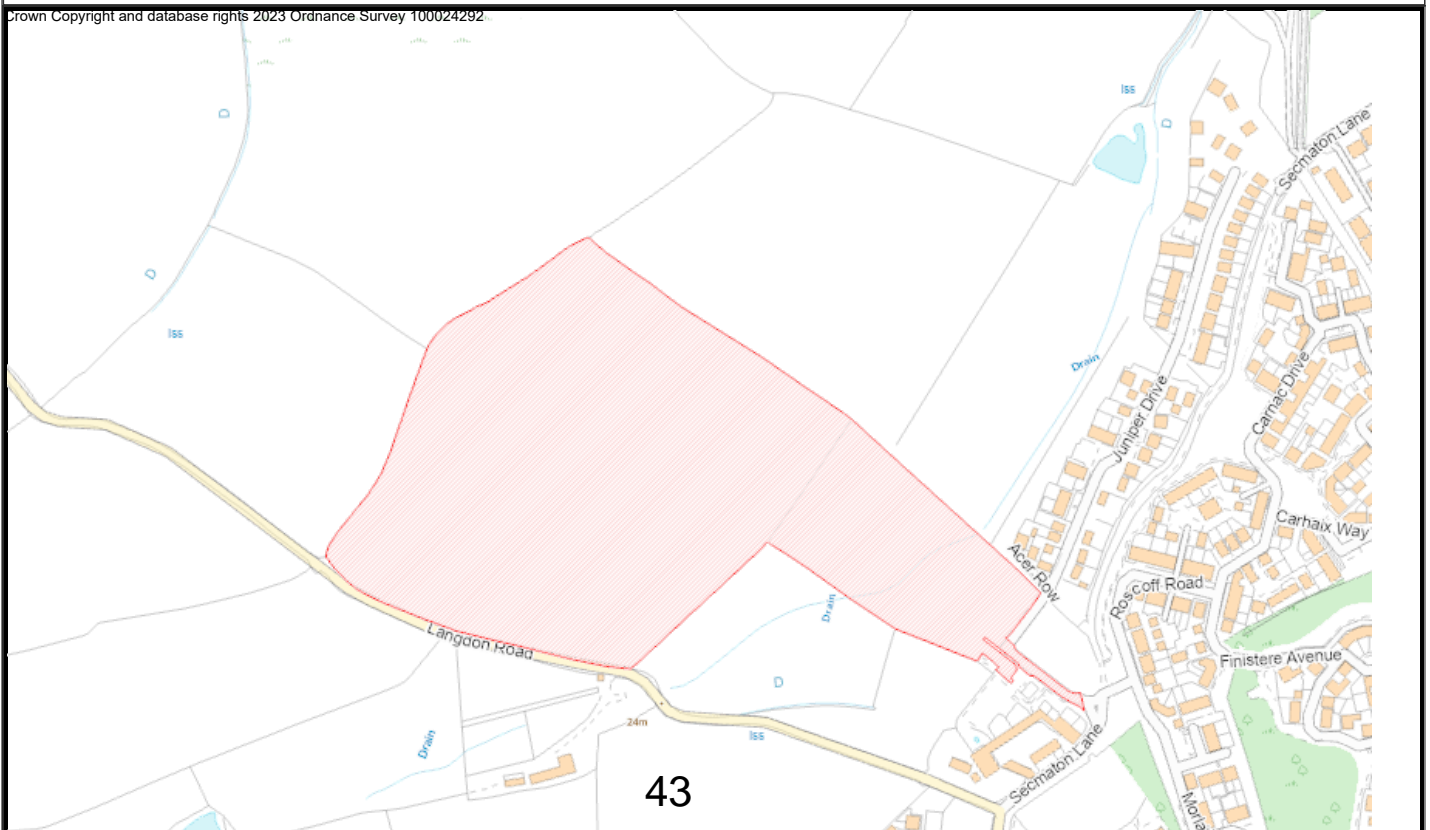 Crown Copyright and database rights 2023 Ordnance Survey 100024292
Iss
D
D
Secmaton Lane
D
Iss
Drain
Juniper Drive
Carnac Drive
Carhaix Way
Acer Row
Roscoff Road
Drain
Langdon Road
Finistere Avenue
D
24m
Iss
Drain
Secmaton Lane
43
Morla